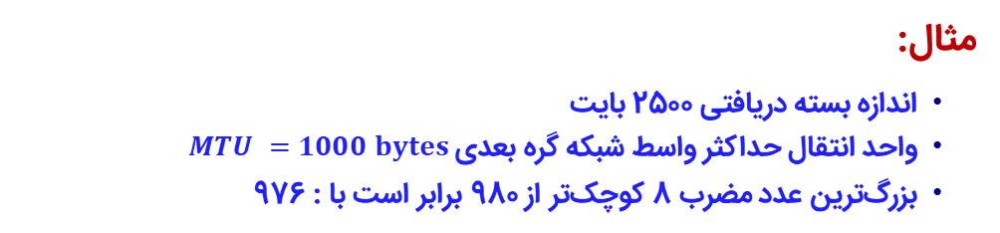 مثال:
• اندازه بسته دریافتی ۲۵۰۰ بایت
• واحد انتقال حداکثر واسط شبکه گره بعدی MTU = 1000 bytes
• بزرگ‌ترین عدد مضرب ۸ کوچک‌تر از ۹۸۰ برابر است با : ۹۷۶